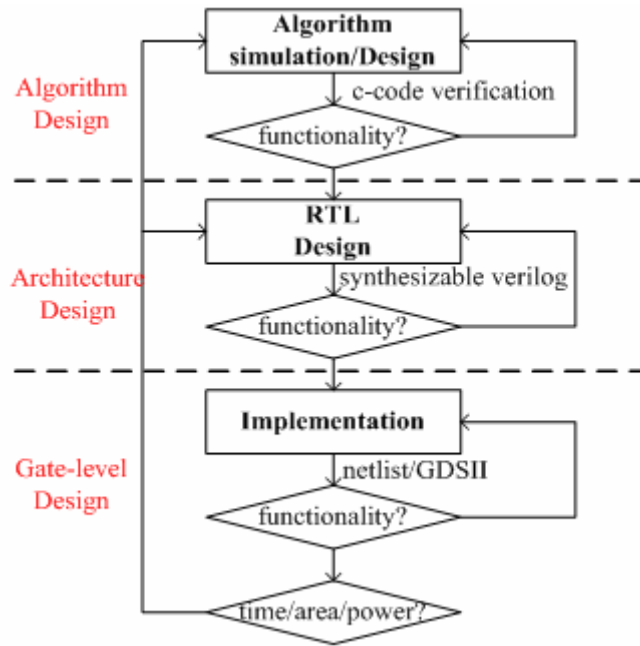 Algorithm
simulation/Design
c-code verification
Algorithm
Design
functionality?
RTL
Design
synthesizable verilog
Architecture
Design
functionality?
Implementation
netlist/GDSII
Gate-level
Design
functionality?
time/area/power?